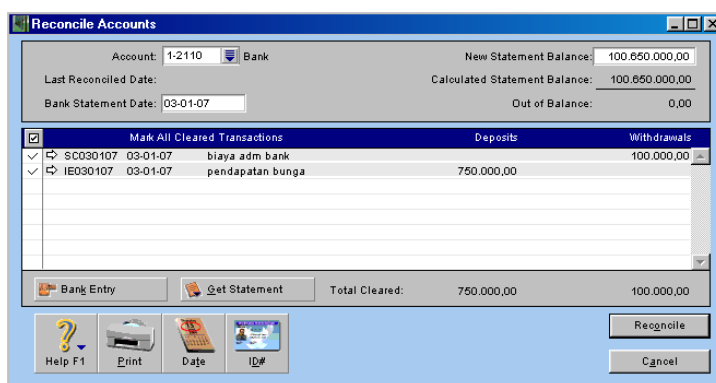 Reconcile Accounts
Account: 1-2110 Bank New Statement Balance: 100.650.000,00
Last Reconciled Date: Calculated Statement Balance: 100.650.000,00
Bank Statement Date: 03-01-07 Out of Balance: 0,00
Mark All Cleared Transactions Deposits Withdrawals
SC030107 03-01-07 biaya adm bank 100.000,00
IE030107 03-01-07 pendapatan bunga 750.000,00
Bank Entry Get Statement Total Cleared: 750.000,00 100.000,00
Reconcile
Help F1 Print Date ID# Cancel